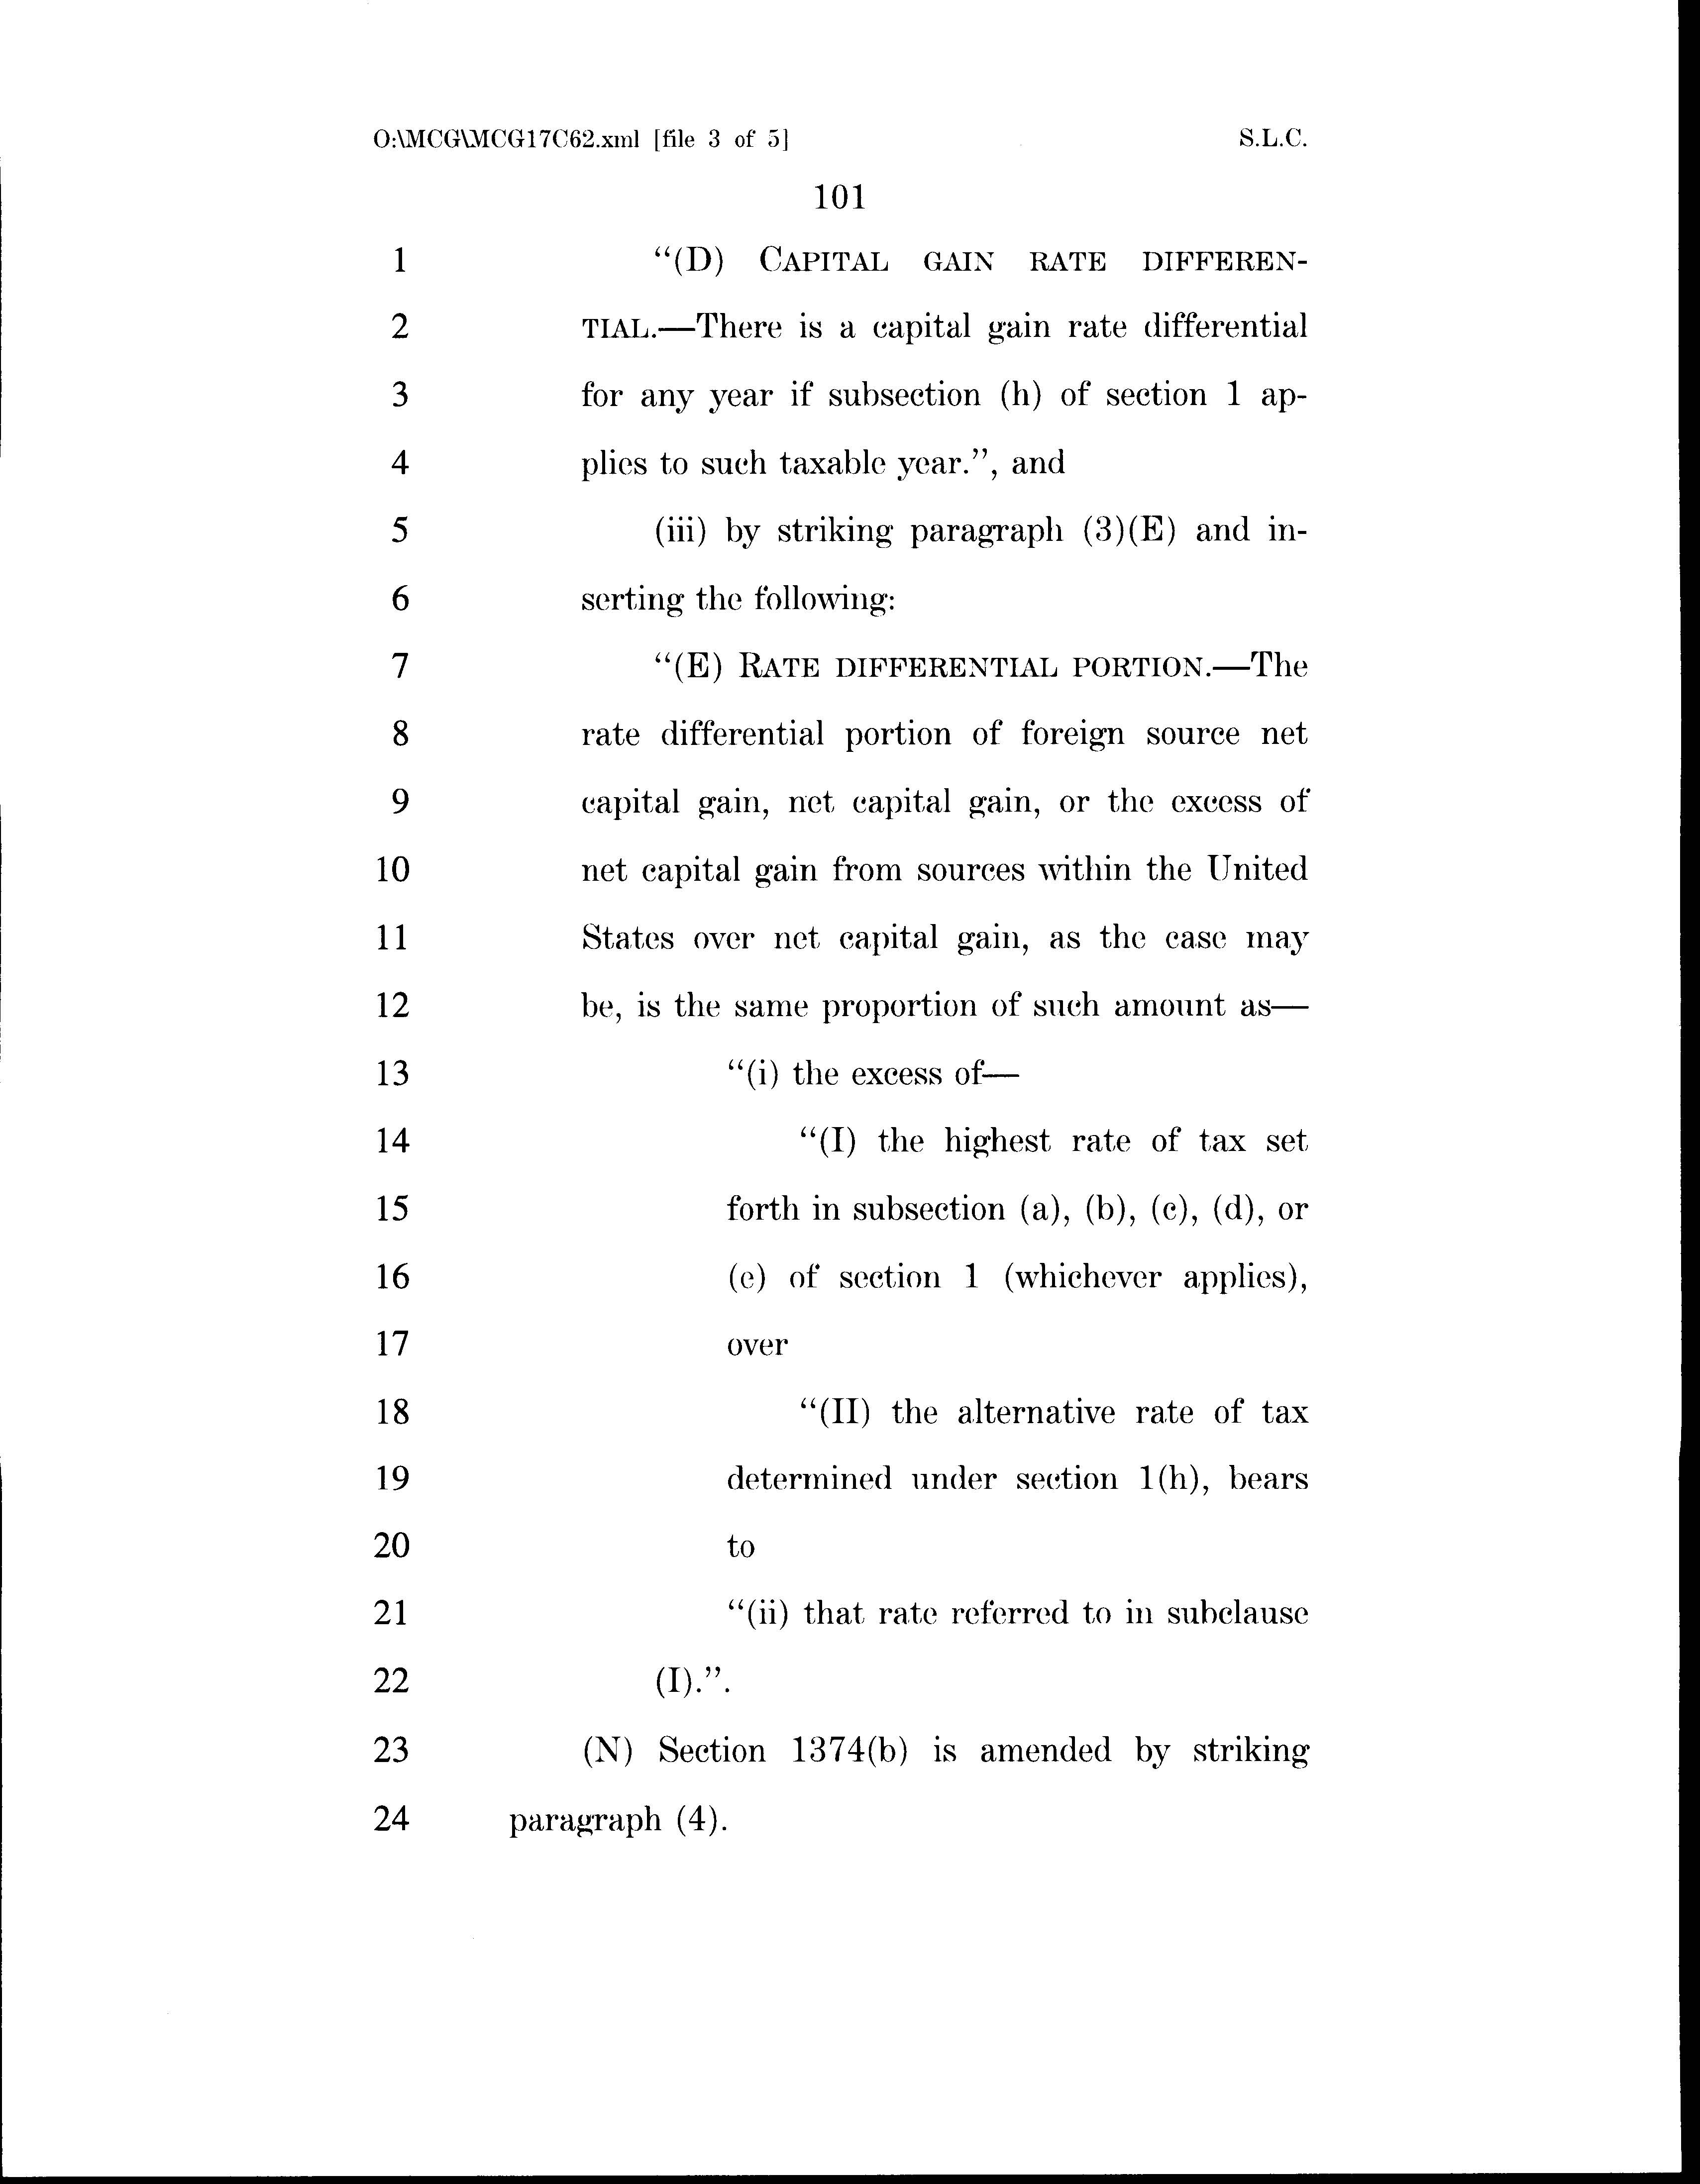 O:\MCG\MCG17C62.xml [file 3 of 5] S.L.C.
101
1 “(D) CAPITAL GAIN RATE DIFFEREN-
2 TIAL.—There is a capital gain rate differential
3 for any year if subsection (h) of section 1 ap-
4 plies to such taxable year.”, and
5 (iii) by striking paragraph (3)(E) and in-
6 serting the following:
7 “(E) RATE DIFFERENTIAL PORTION.—The
8 rate differential portion of foreign source net
9 capital gain, net capital gain, or the excess of
10 net capital gain from sources within the United
11 States over net capital gain, as the case may
12 be, is the same proportion of such amount as—
13 “(i) the excess of—
14 “(I) the highest rate of tax set
15 forth in subsection (a), (b), (c), (d), or
16 (e) of section 1 (whichever applies),
17 over
18 “(II) the alternative rate of tax
19 determined under section 1(h), bears
20 to
21 “(ii) that rate referred to in subclause
22 (I).”.
23 (N) Section 1374(b) is amended by striking
24 paragraph (4).